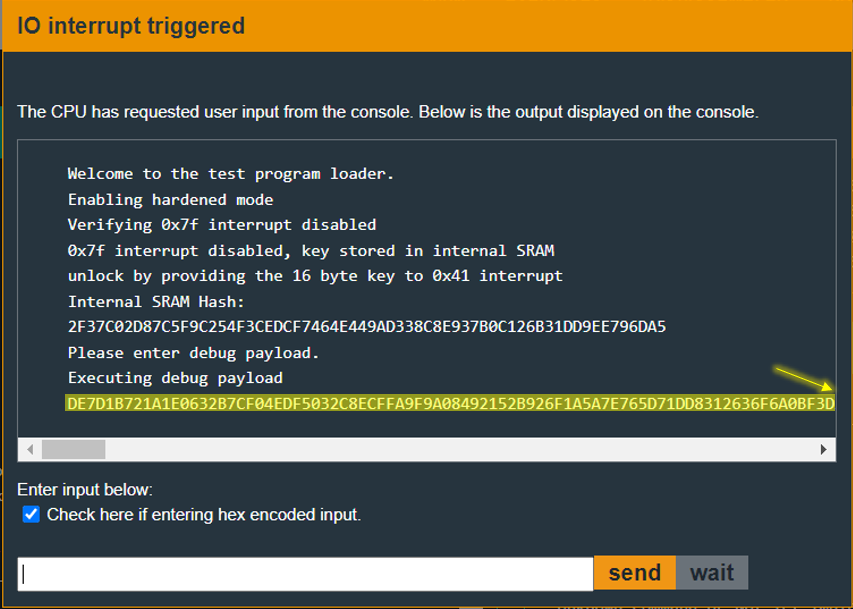 IO interrupt triggered
The CPU has requested user input from the console. Below is the output displayed on the console.
Welcome to the test program loader.
Enabling hardened mode
Verifying 0x7f interrupt disabled
0x7f interrupt disabled, key stored in internal SRAM
unlock by providing the 16 byte key to 0x41 interrupt
Internal SRAM Hash:
2F37C02D87C5F9C254F3CEDCF7464E449AD338C8E937B0C126B31DD9EE796DA5
Please enter debug payload.
Executing debug payload
DE7D1B721A1E0632B7CF04EDF5032C8ECFFA9F9A08492152B926F1A5A7E765D71DD8312636F6A0BF3D
Enter input below:
Check here if entering hex encoded input.
send wait